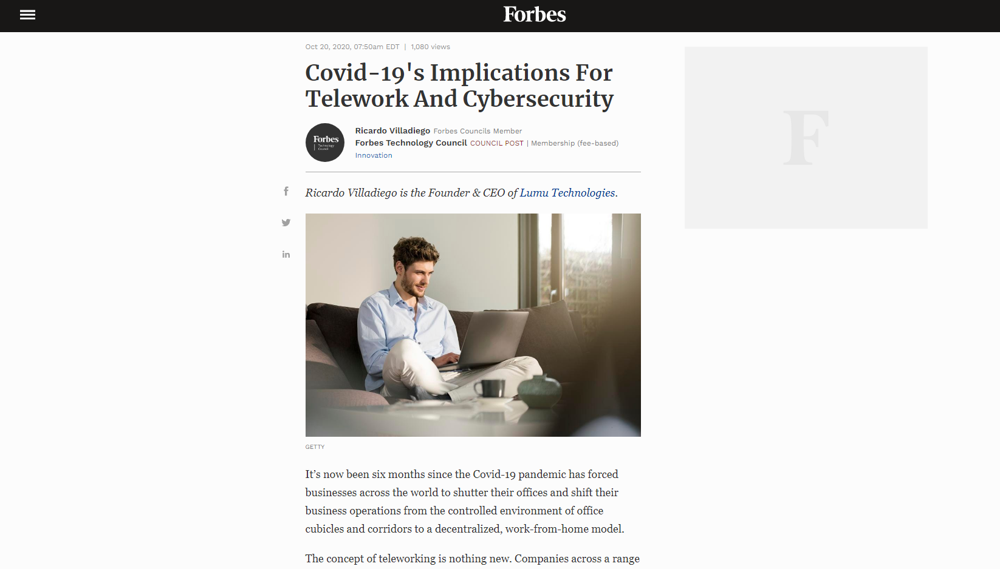 Forbes
Oct 20, 2020, 07:50am EDT | 1,080 views
Covid-19's Implications For
Telework And Cybersecurity
Forbes
Technology
Council
Ricardo Villadiego Forbes Councils Member
Forbes Technology Council COUNCIL POST | Membership (fee-based)
Innovation
Ricardo Villadiego is the Founder & CEO of Lumu Technologies.
F
GETTY
It’s now been six months since the Covid-19 pandemic has forced
businesses across the world to shutter their offices and shift their
business operations from the controlled environment of office
cubicles and corridors to a decentralized, work-from-home model.
The concept of teleworking is nothing new. Companies across a range